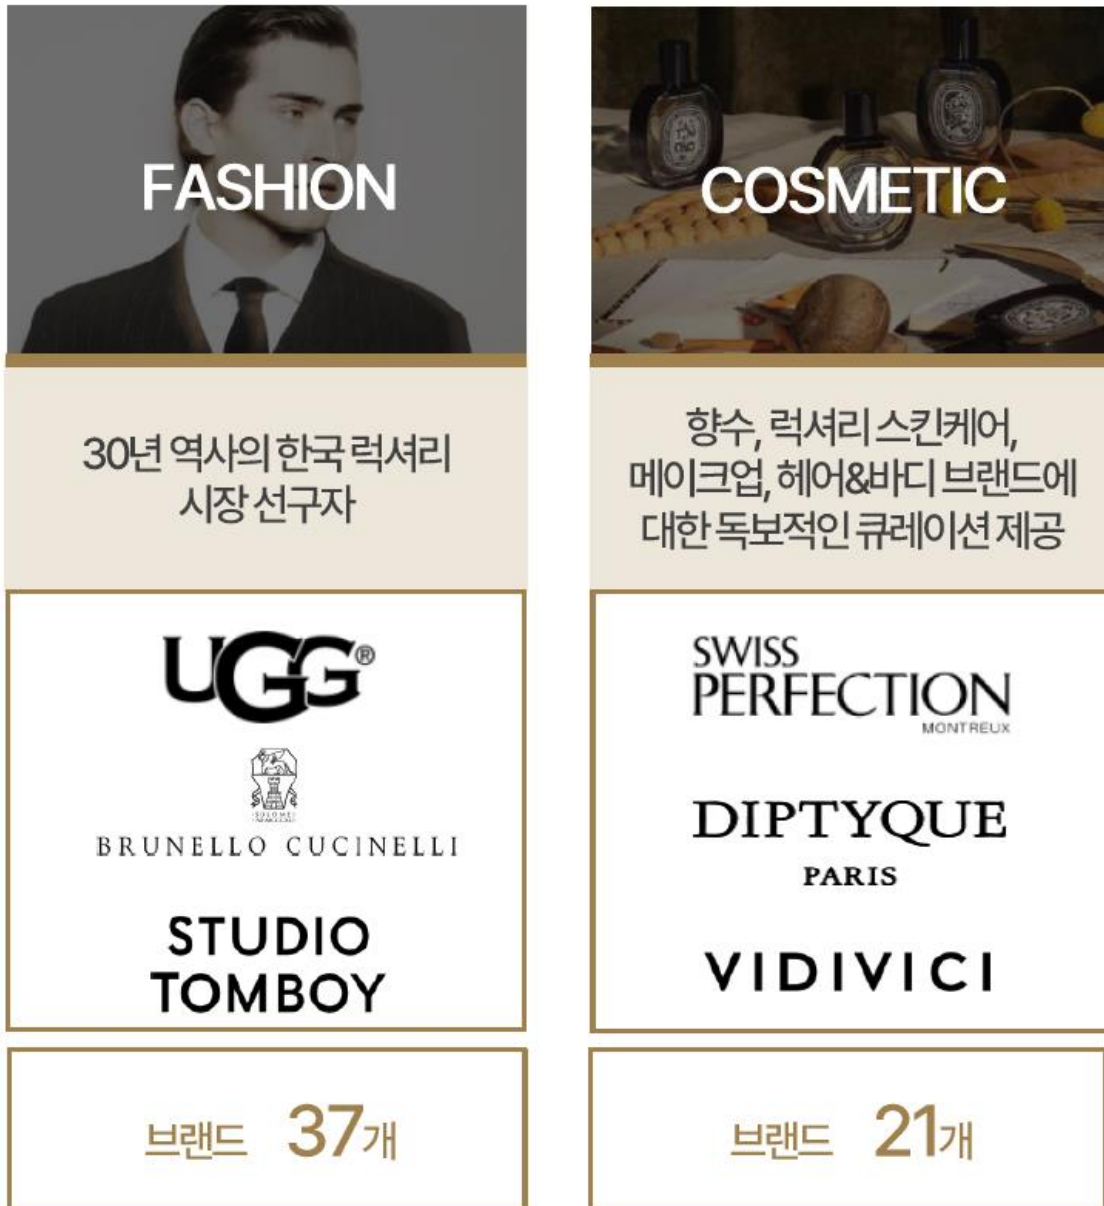 FASHION
30년 역사의 한국 럭셔리
시장 선구자
UGG®
BRUNELLO CUCINELLI
STUDIO
TOMBOY
브랜드 37개
COSMETIC
향수, 럭셔리 스킨케어,
메이크업, 헤어&바디 브랜드에
대한 독보적인 큐레이션 제공
SWISS
PERFECTION
MONTREUX
DIPTYQUE
PARIS
VIDIVICI
브랜드 21개